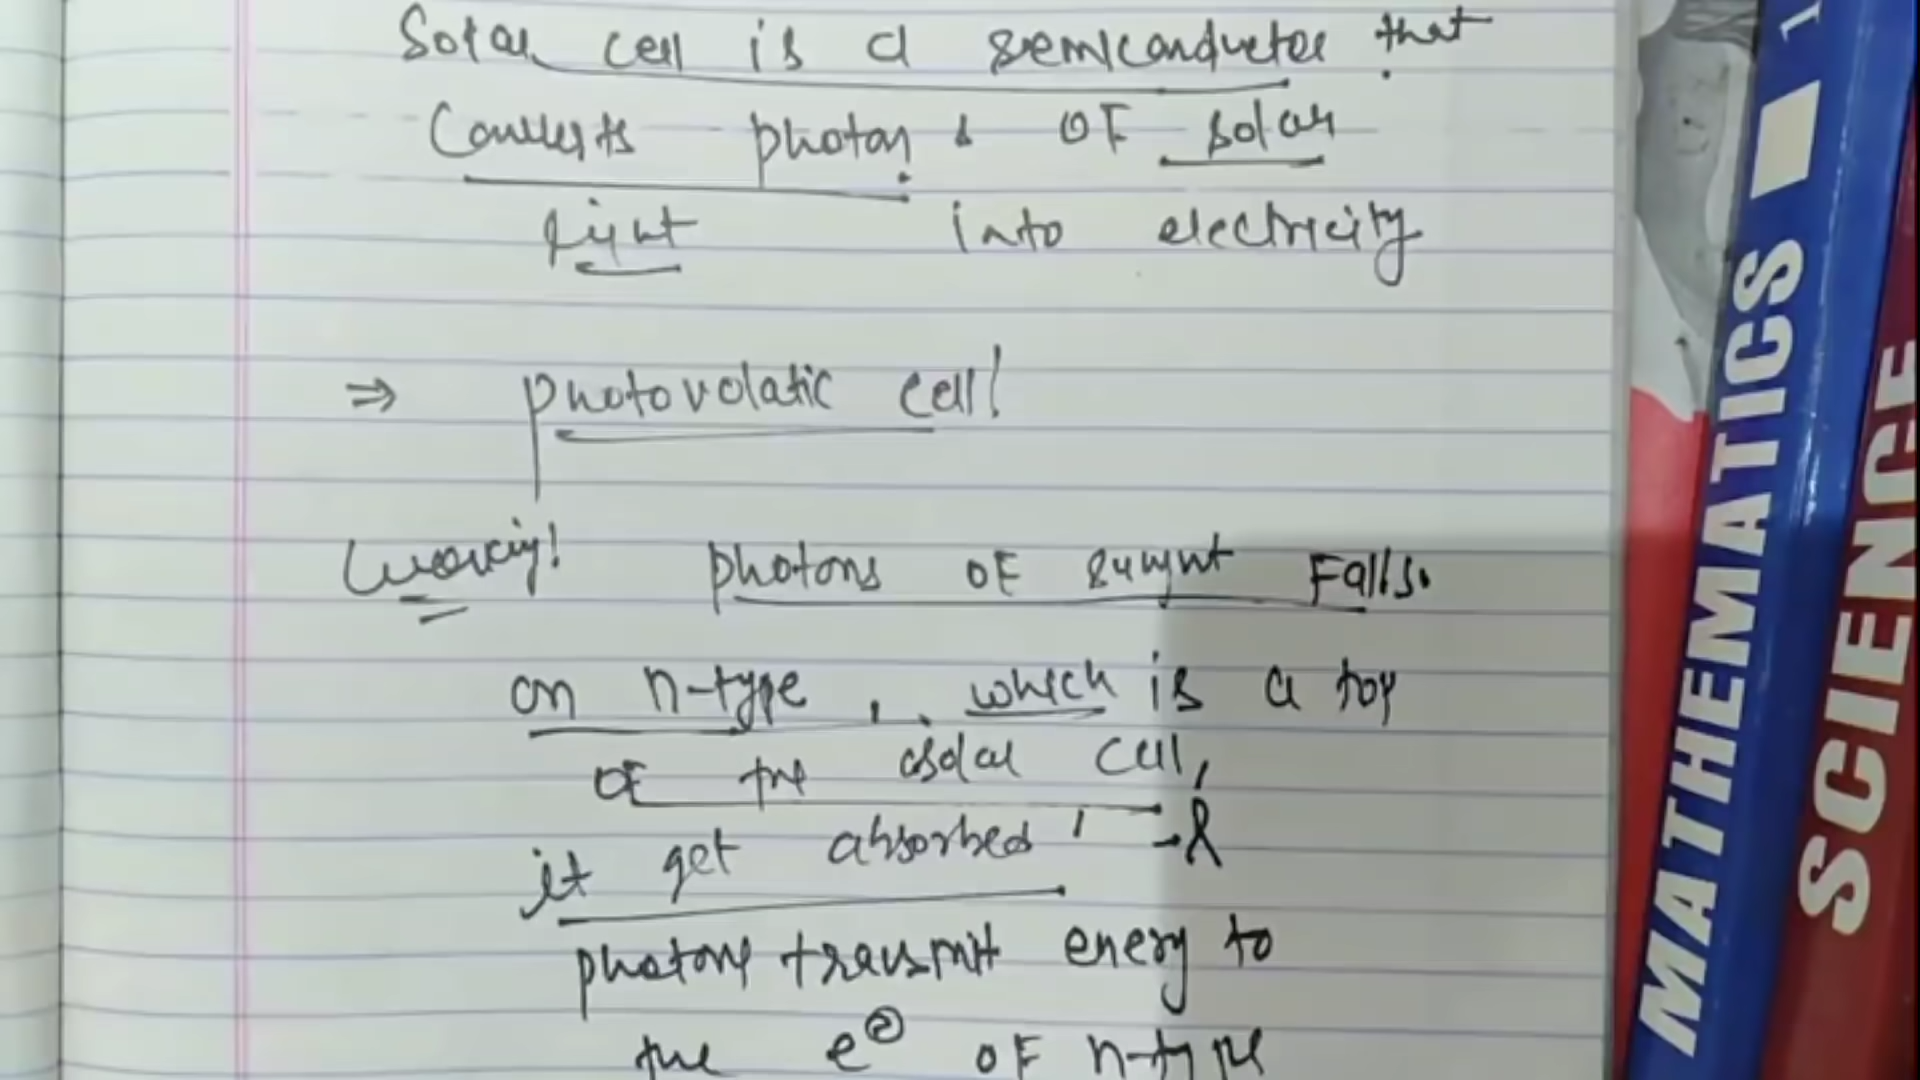 Solar cell is a semiconductor that
Converts photons of solar
light into electricity
⇒ photovolatic cell!
Working! photons of sunlight Falls.
on n-type, which is a top
of the solar cell,
it get absorbed, →&
photons transmit energy to
the e⊖ of n-type
MATHEMATICS 1
SCIENCE